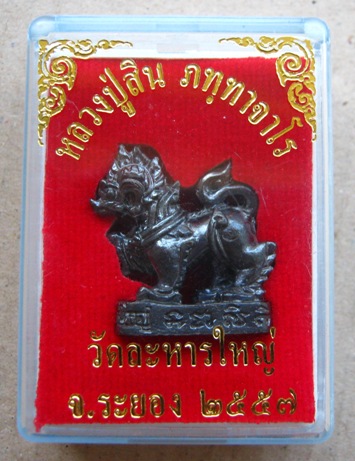 หลวงปู่สิน ภทฺทาจาโร
วัดละหารใหญ่
จ.ระยอง ๒๕๕๗